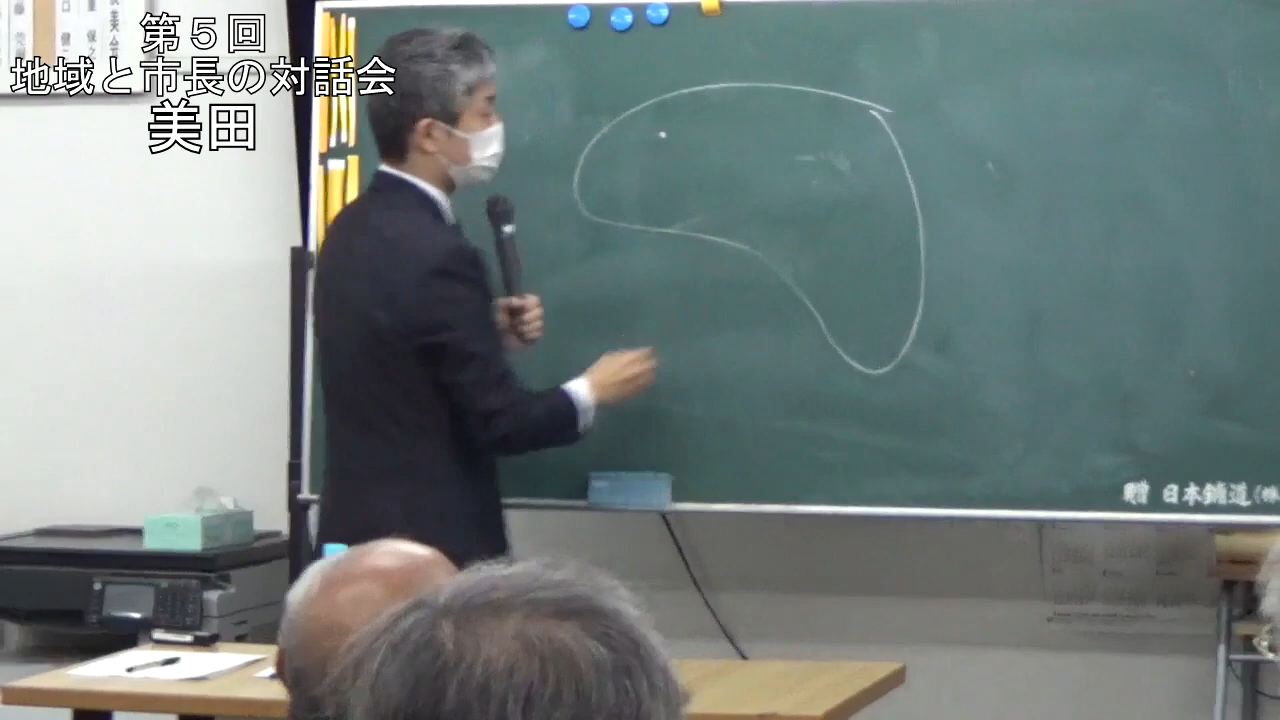 第５回
地域と市長の対話会
美田
贈 日本鋪道(株